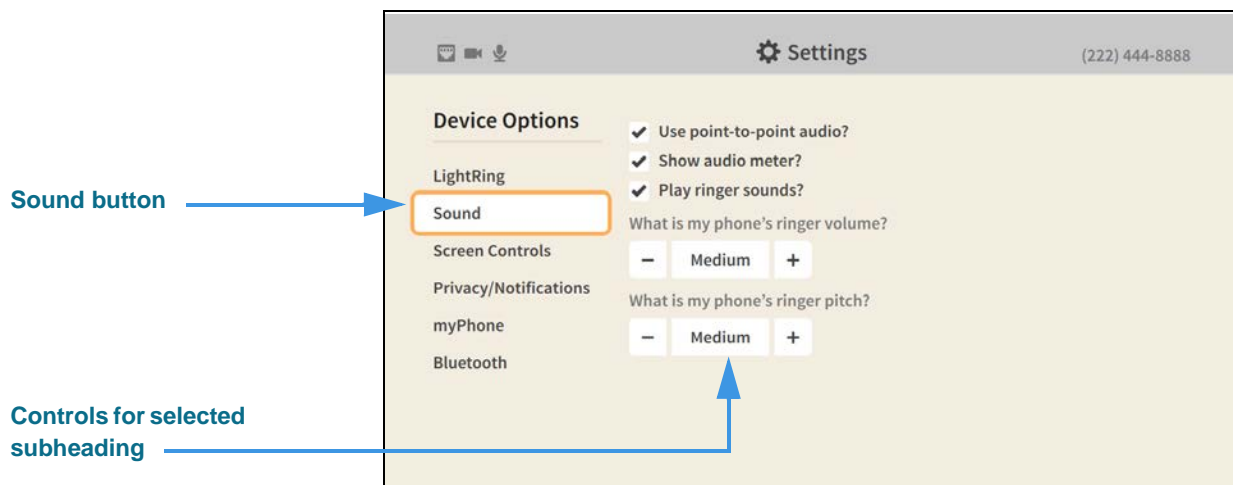 Settings
(222) 444-8888
Device Options
LightRing
Sound
Screen Controls
Privacy/Notifications
myPhone
Bluetooth
Use point-to-point audio?
Show audio meter?
Play ringer sounds?
What is my phone's ringer volume?
− Medium +
What is my phone's ringer pitch?
− Medium +
Sound button
Controls for selected
subheading